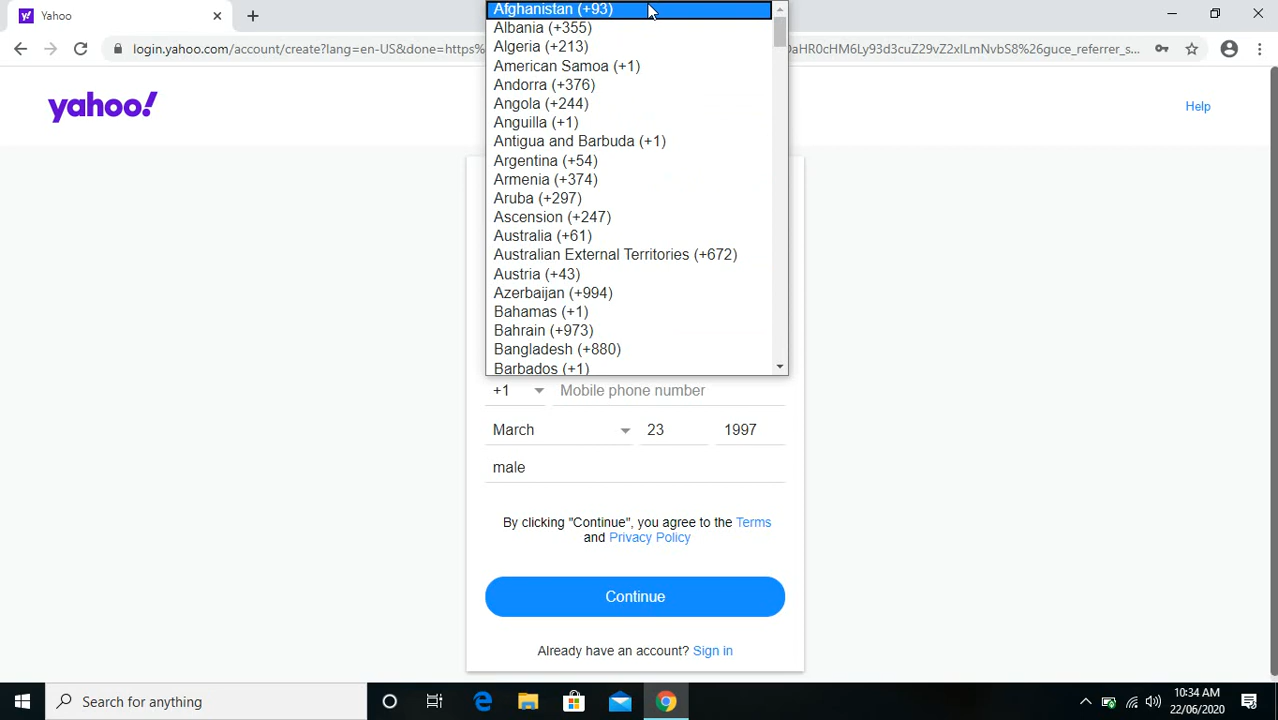 Yahoo
login.yahoo.com/account/create?lang=en-US&done=https%
aHR0cHM6Ly93d3cuZ29vZ2xlLmNvbS8%26guce_referrer_s...
yahoo!
Help
Afghanistan (+93)
Albania (+355)
Algeria (+213)
American Samoa (+1)
Andorra (+376)
Angola (+244)
Anguilla (+1)
Antigua and Barbuda (+1)
Argentina (+54)
Armenia (+374)
Aruba (+297)
Ascension (+247)
Australia (+61)
Australian External Territories (+672)
Austria (+43)
Azerbaijan (+994)
Bahamas (+1)
Bahrain (+973)
Bangladesh (+880)
Barbados (+1)
+1 Mobile phone number
March 23 1997
male
By clicking "Continue", you agree to the Terms
and Privacy Policy
Continue
Already have an account? Sign in
Search for anything
10:34 AM
22/06/2020